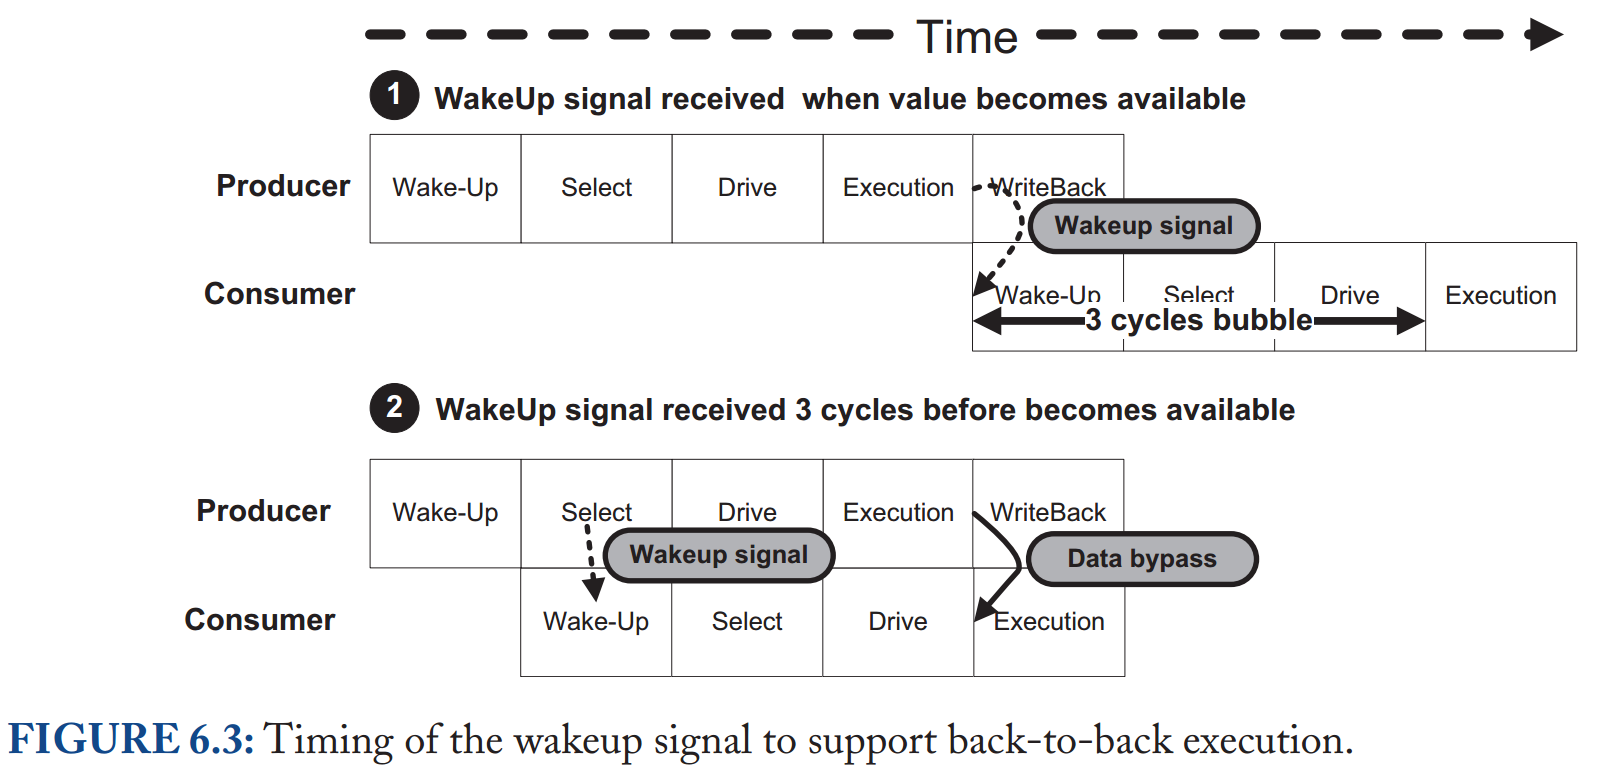 Time
1 WakeUp signal received when value becomes available
Producer Wake-Up Select Drive Execution WriteBack
Wakeup signal
Consumer Wake-Up Select Drive Execution
3 cycles bubble
2 WakeUp signal received 3 cycles before becomes available
Producer Wake-Up Select Drive Execution WriteBack
Wakeup signal Data bypass
Consumer Wake-Up Select Drive Execution
FIGURE 6.3: Timing of the wakeup signal to support back-to-back execution.